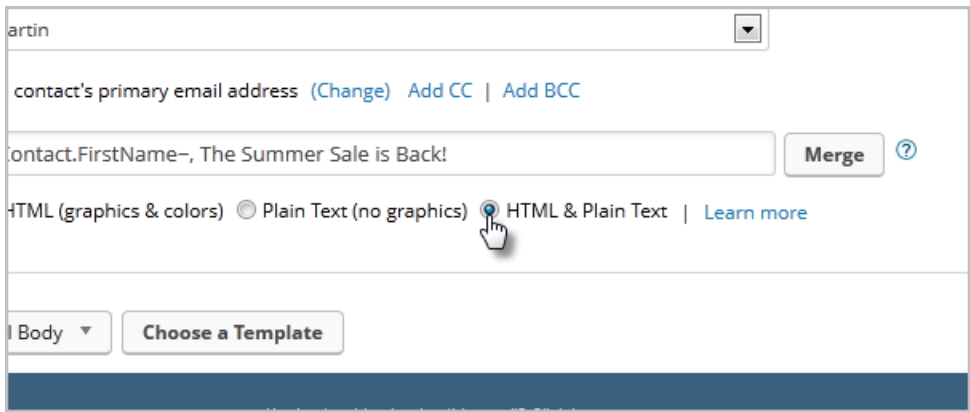 artin
contact's primary email address (Change) Add CC | Add BCC
Contact.FirstName~, The Summer Sale is Back! Merge ?
HTML (graphics & colors) Plain Text (no graphics) HTML & Plain Text | Learn more
l Body Choose a Template